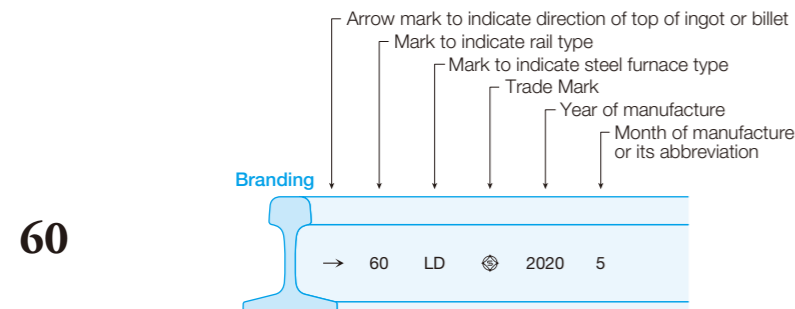 Arrow mark to indicate direction of top of ingot or billet
Mark to indicate rail type
Mark to indicate steel furnace type
Trade Mark
Year of manufacture
Month of manufacture
or its abbreviation
Branding
60
→ 60 LD 2020 5